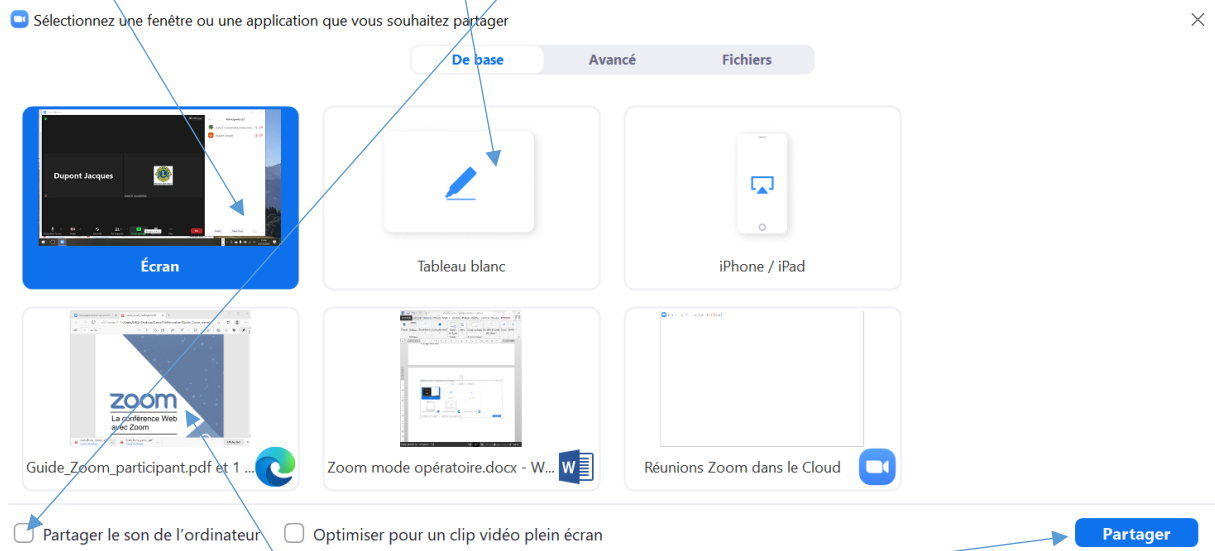 Sélectionnez une fenêtre ou une application que vous souhaitez partager
De base
Avancé
Fichiers
Dupont Jacques
Écran
Tableau blanc
iPhone / iPad
zoom
La conférence Web
avec Zoom
Guide_Zoom_participant.pdf et 1 ...
Zoom mode opératoire.docx - W...
Réunions Zoom dans le Cloud
Partager le son de l'ordinateur
Optimiser pour un clip vidéo plein écran
Partager